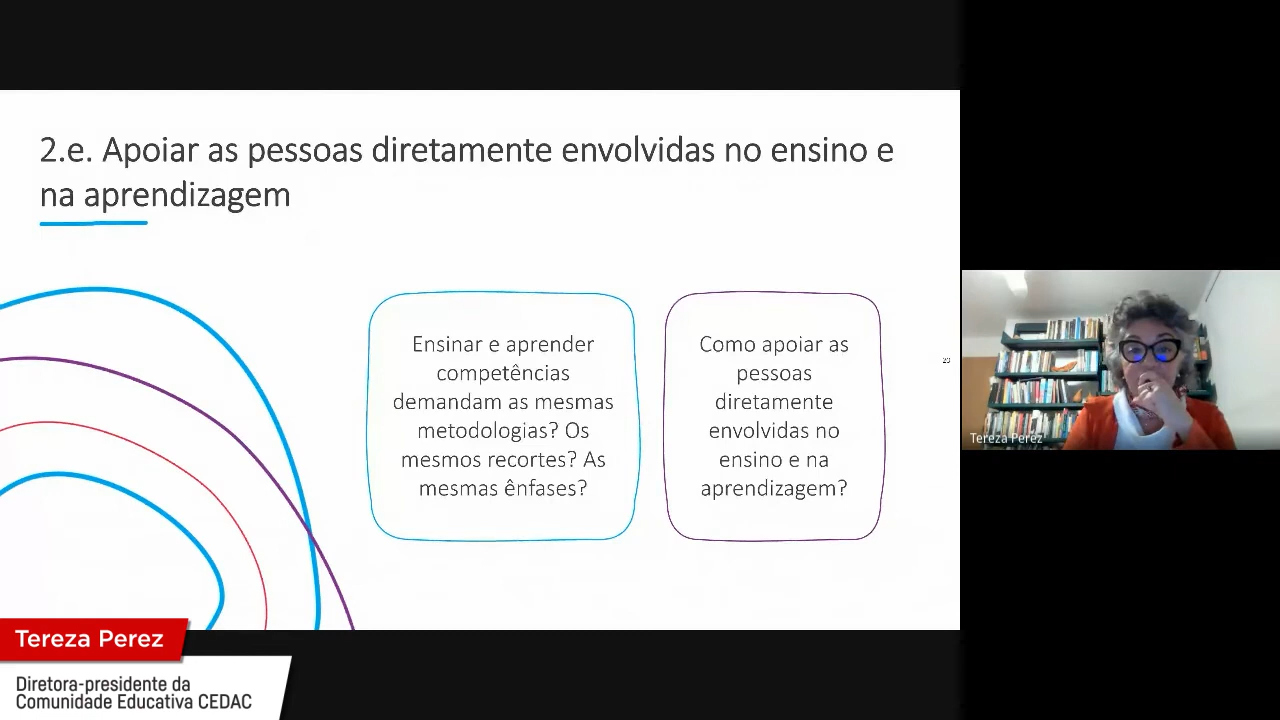 2.e. Apoiar as pessoas diretamente envolvidas no ensino e
na aprendizagem
Ensinar e aprender
competências
demandam as mesmas
metodologias? Os
mesmos recortes? As
mesmas ênfases?
Como apoiar as
pessoas
diretamente
envolvidas no
ensino e na
aprendizagem?
20
Tereza Perez
Tereza Perez
Diretora-presidente da
Comunidade Educativa CEDAC